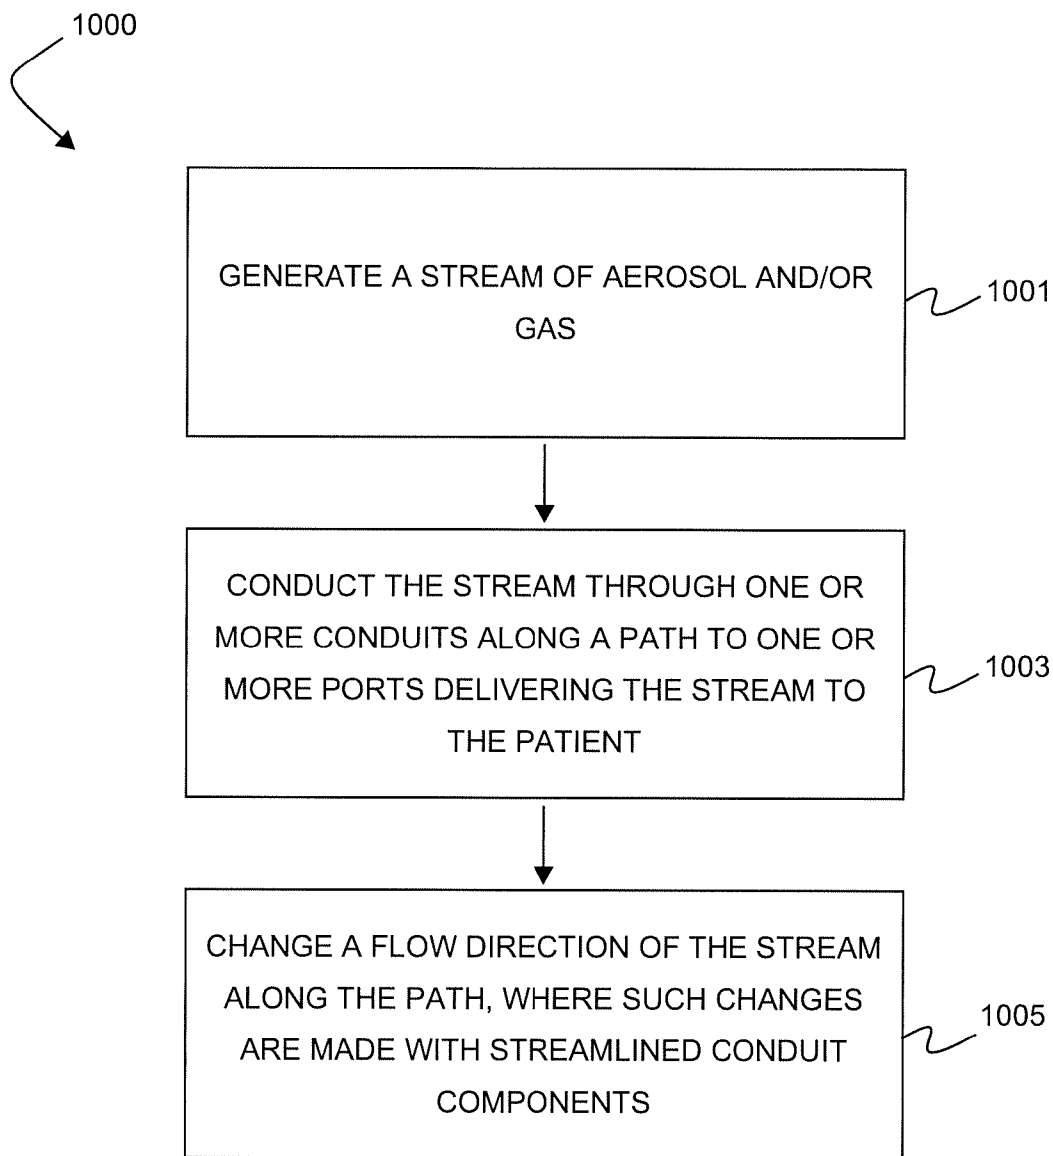 1000
GENERATE A STREAM OF AEROSOL AND/OR
GAS
1001
CONDUCT THE STREAM THROUGH ONE OR
MORE CONDUITS ALONG A PATH TO ONE OR
MORE PORTS DELIVERING THE STREAM TO
THE PATIENT
1003
CHANGE A FLOW DIRECTION OF THE STREAM
ALONG THE PATH, WHERE SUCH CHANGES
ARE MADE WITH STREAMLINED CONDUIT
COMPONENTS
1005